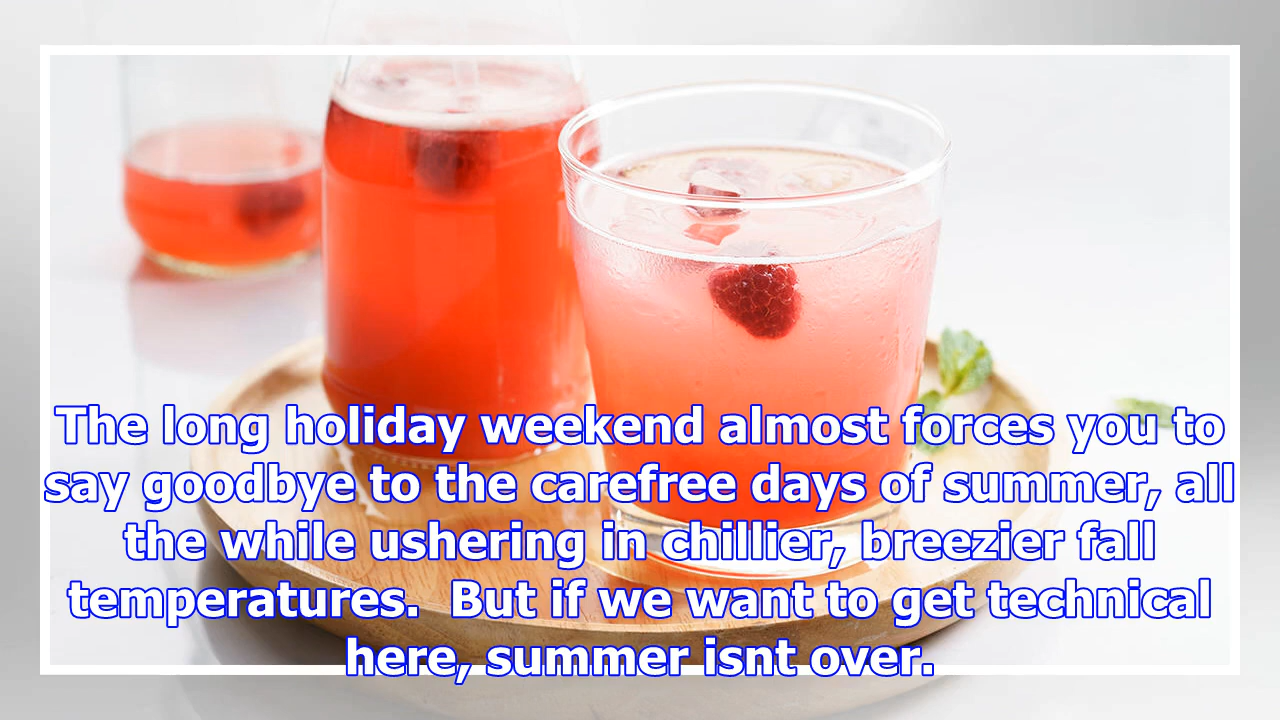 The long holiday weekend almost forces you to
say goodbye to the carefree days of summer, all
the while ushering in chillier, breezier fall
temperatures.  But if we want to get technical
here, summer isnt over.